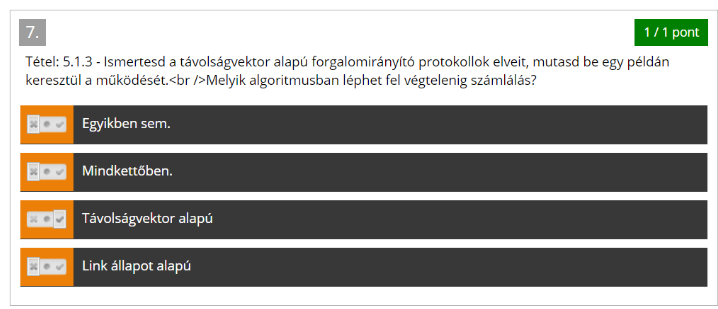 7.
1 / 1 pont
Tétel: 5.1.3 - Ismertesd a távolságvektor alapú forgalomirányító protokollok elveit, mutasd be egy példán
keresztül a működését.<br />Melyik algoritmusban léphet fel végtelenig számlálás?
Egyikben sem.
Mindkettőben.
Távolságvektor alapú
Link állapot alapú